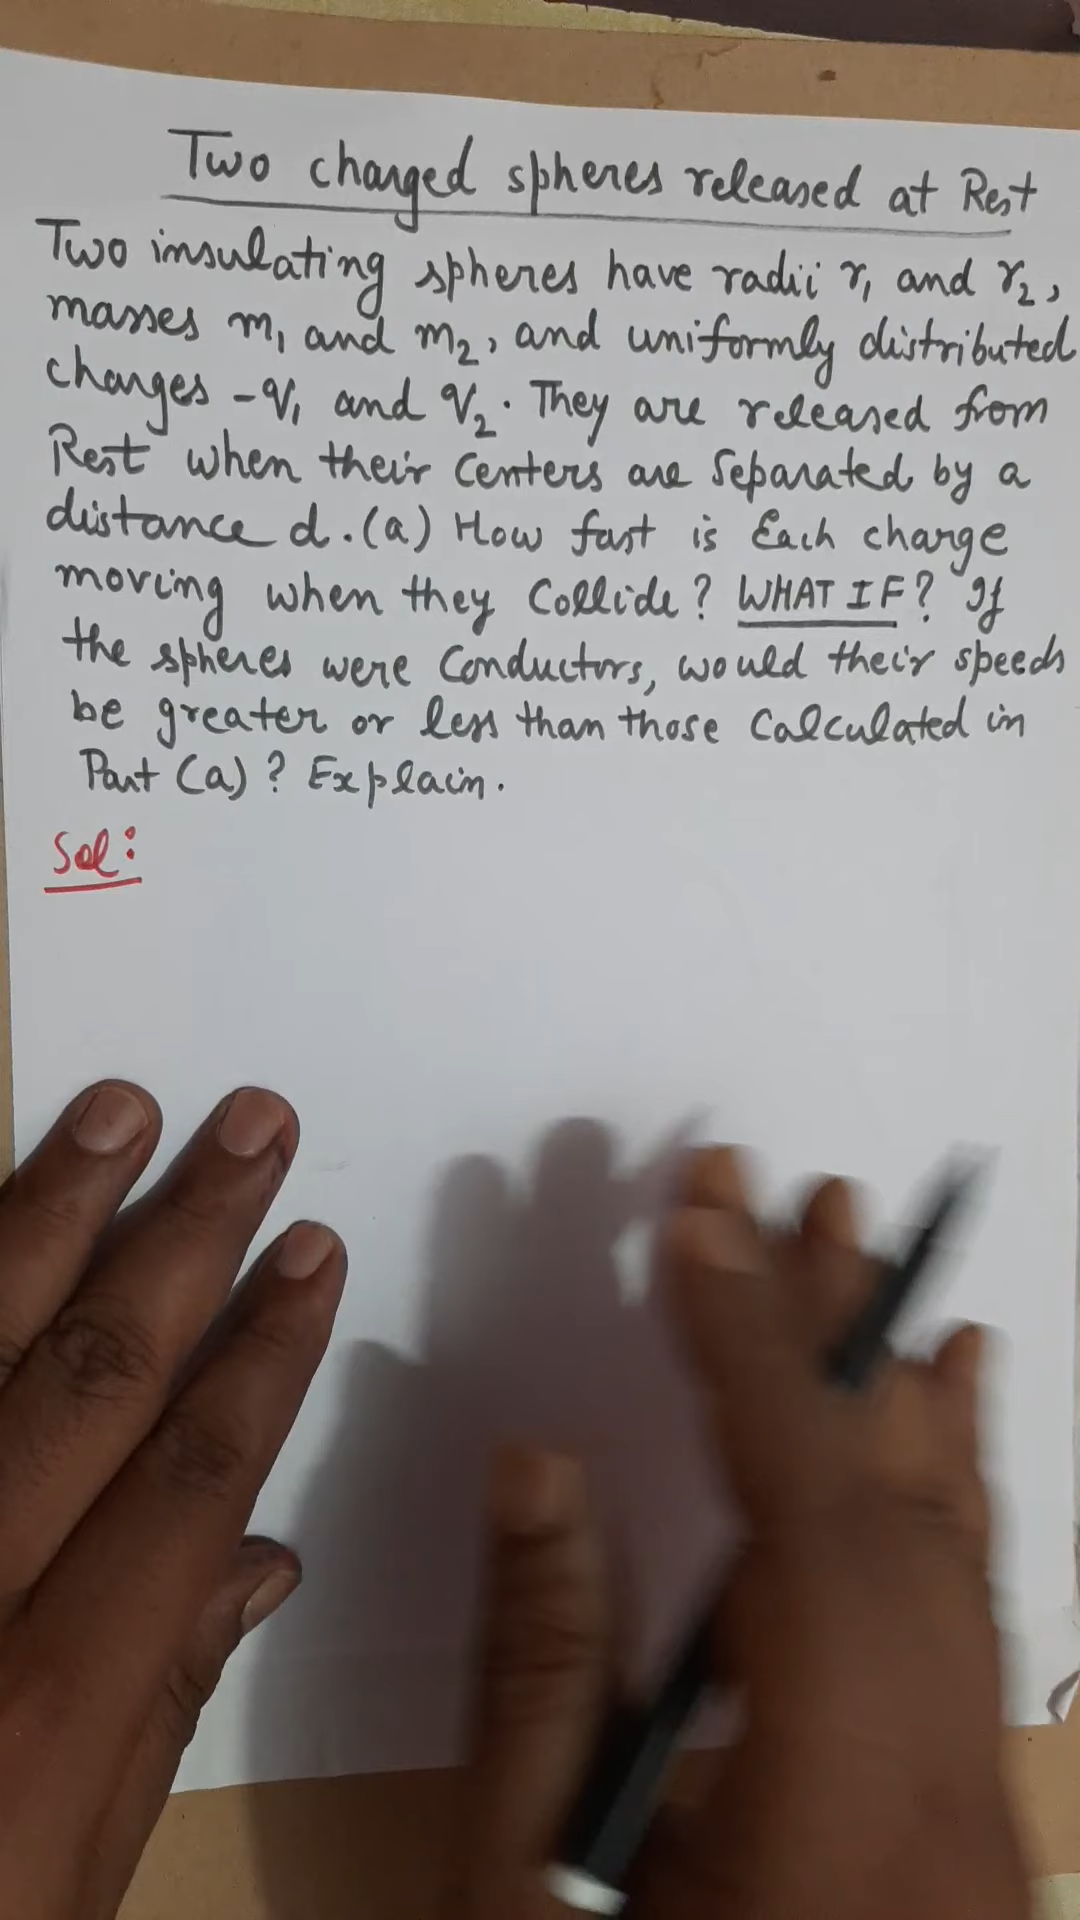 Two charged spheres released at Rest
Two insulating spheres have radii r₁ and r₂,
masses m₁ and m₂, and uniformly distributed
charges -q₁ and q₂. They are released from
Rest when their Centers are Separated by a
distance d. (a) How fast is Each charge
moving when they Collide? WHAT IF? If
the spheres were Conductors, would their speeds
be greater or less than those Calculated in
Part (a)? Explain.
Sol: